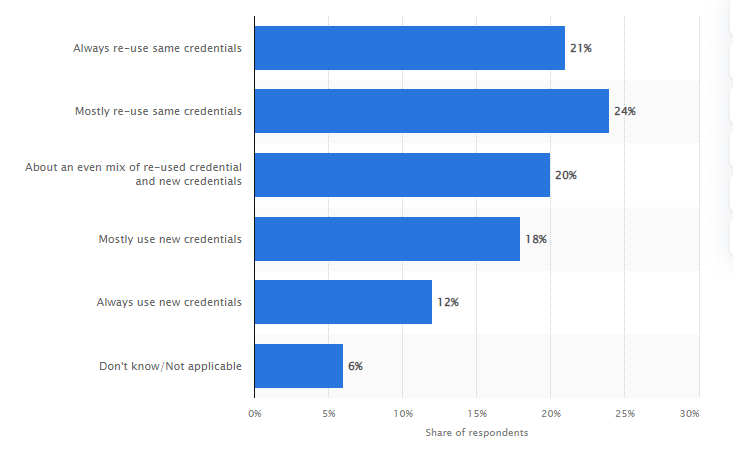 Always re-use same credentials
21%
Mostly re-use same credentials
24%
About an even mix of re-used credential
and new credentials
20%
Mostly use new credentials
18%
Always use new credentials
12%
Don't know/Not applicable
6%
0% 5% 10% 15% 20% 25% 30%
Share of respondents